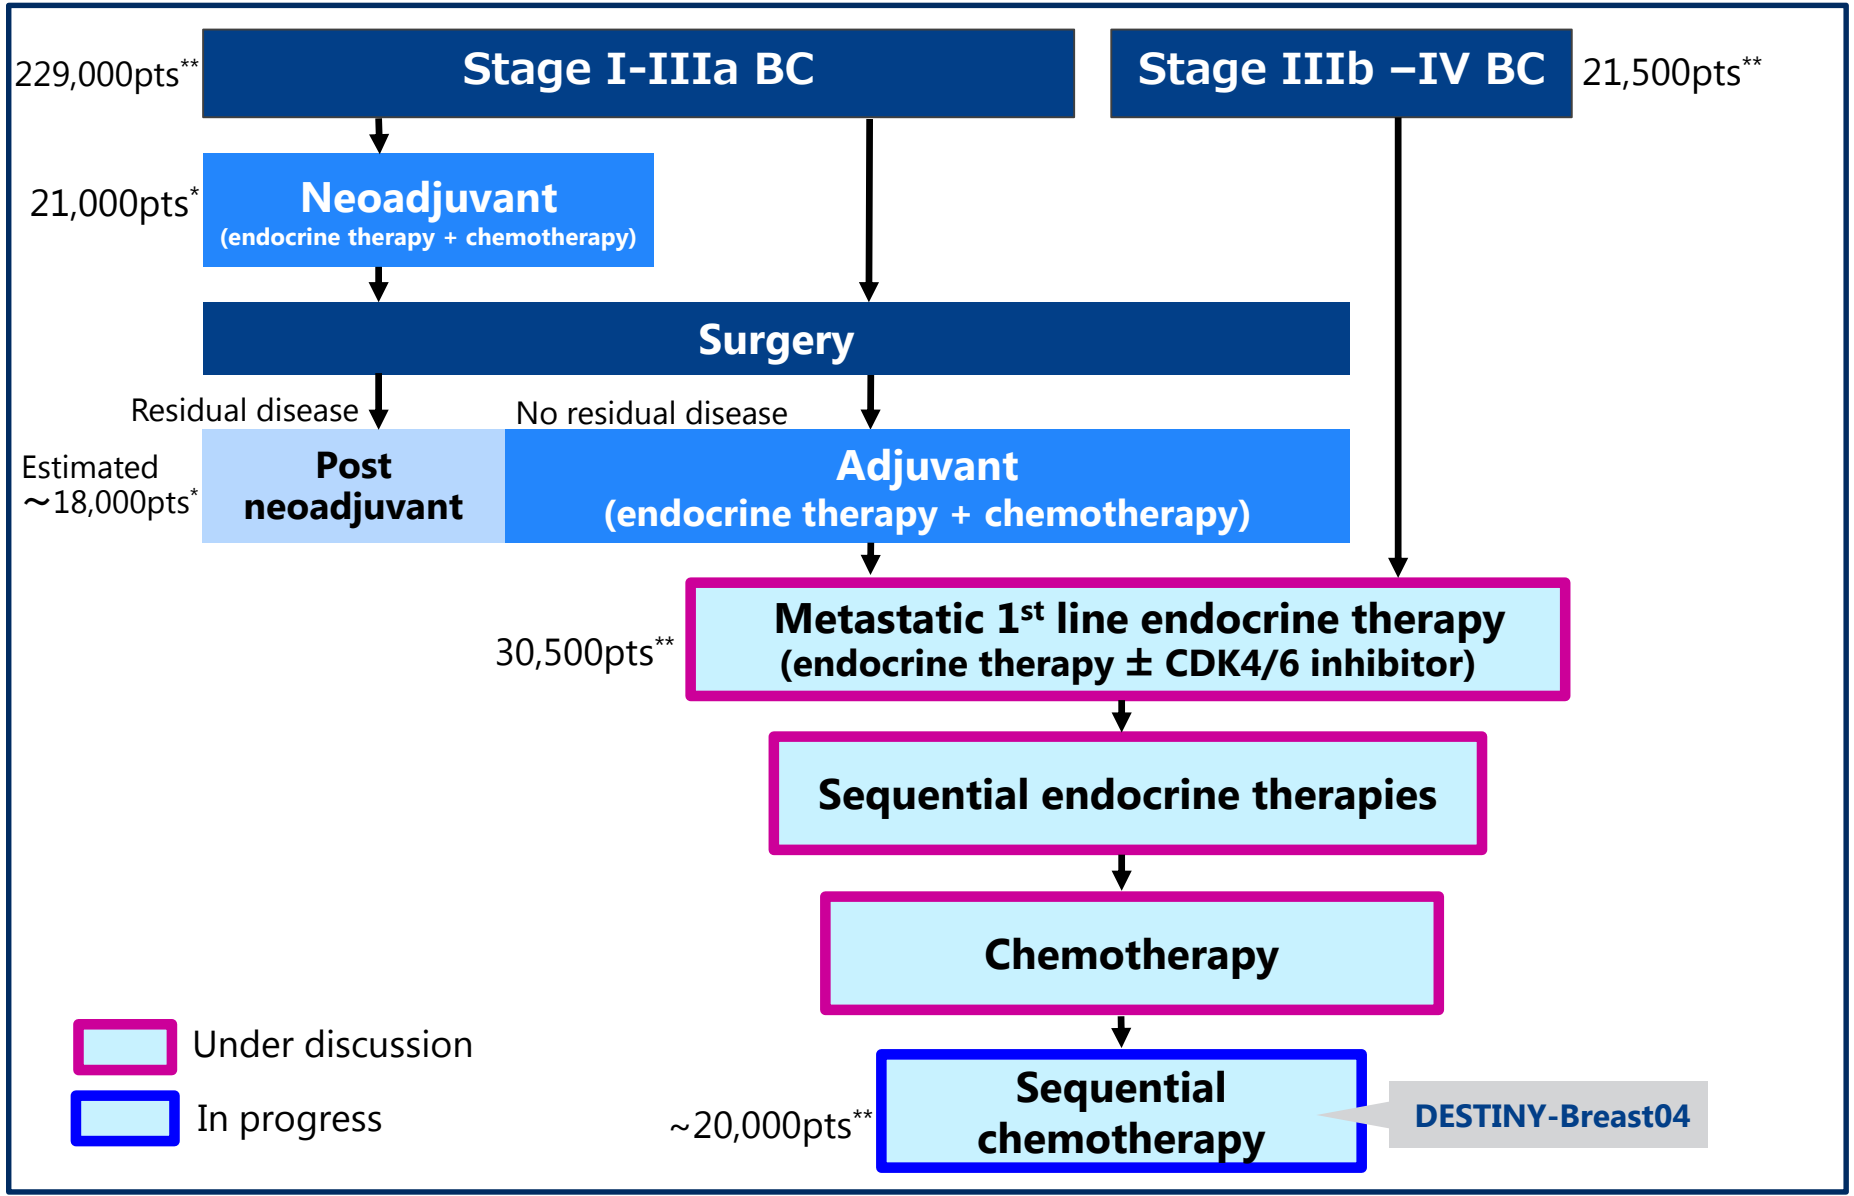 229,000pts**
Stage I-IIIa BC
Stage IIIb –IV BC
21,500pts**
21,000pts*
Neoadjuvant
(endocrine therapy + chemotherapy)
Surgery
Residual disease
No residual disease
Estimated
～18,000pts*
Post
neoadjuvant
Adjuvant
(endocrine therapy + chemotherapy)
30,500pts**
Metastatic 1st line endocrine therapy
(endocrine therapy ± CDK4/6 inhibitor)
Sequential endocrine therapies
Chemotherapy
Under discussion
In progress
~20,000pts**
Sequential
chemotherapy
DESTINY-Breast04